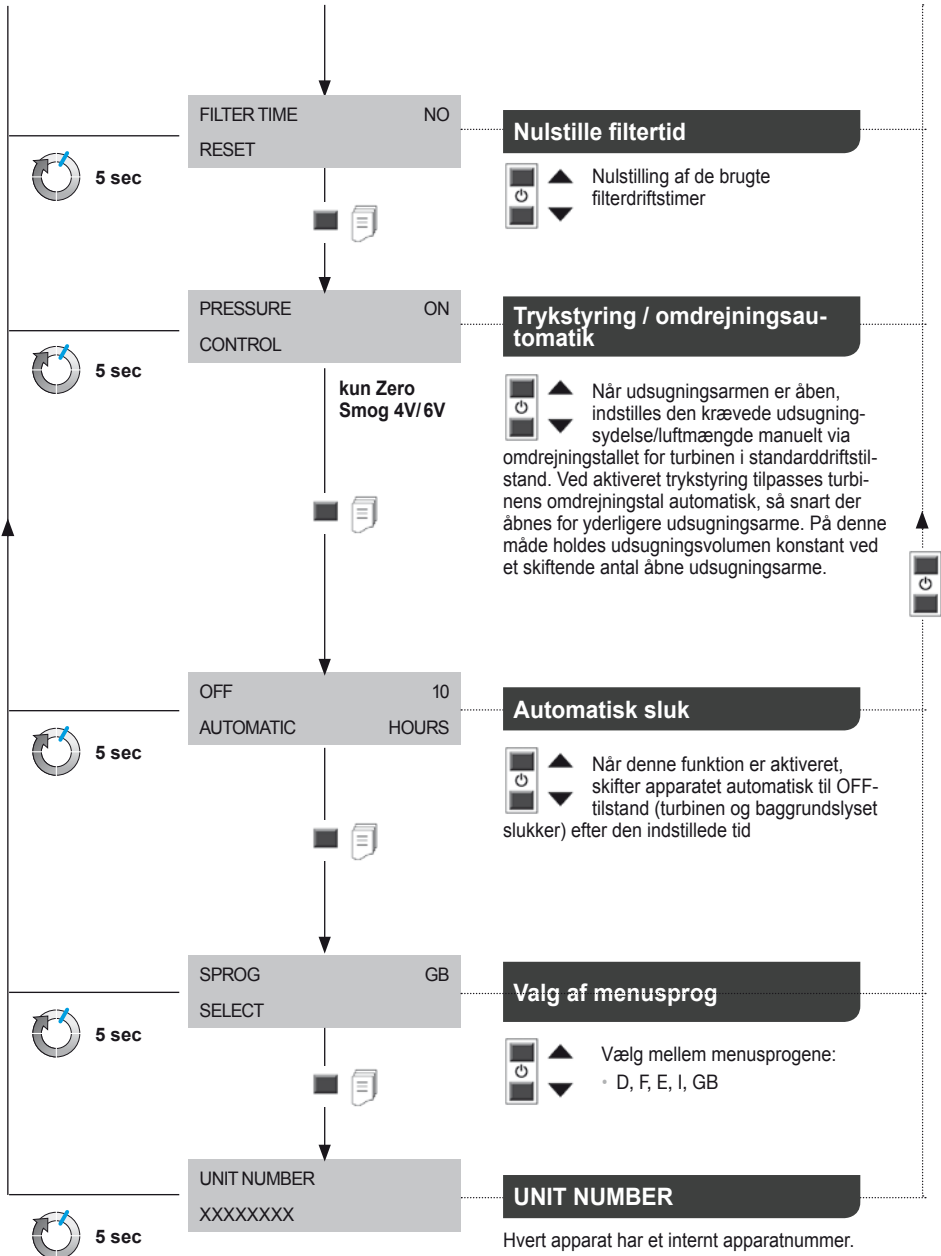 FILTER TIME NO
RESET
5 sec
Nulstille filtertid
Nulstilling af de brugte
filterdriftstimer
PRESSURE ON
CONTROL
5 sec
kun Zero
Smog 4V/6V
Trykstyring / omdrejningsau-
tomatik
Når udsugningsarmen er åben,
indstilles den krævede udsugning-
sydelse/luftmængde manuelt via
omdrejningstallet for turbinen i standarddriftstil-
stand. Ved aktiveret trykstyring tilpasses turbi-
nens omdrejningstal automatisk, så snart der
åbnes for yderligere udsugningsarme. På denne
måde holdes udsugningsvolumen konstant ved
et skiftende antal åbne udsugningsarme.
OFF 10
AUTOMATIC HOURS
5 sec
Automatisk sluk
Når denne funktion er aktiveret,
skifter apparatet automatisk til OFF-
tilstand (turbinen og baggrundslyset
slukker) efter den indstillede tid
SPROG GB
SELECT
5 sec
Valg af menusprog
Vælg mellem menusprogene:
• D, F, E, I, GB
UNIT NUMBER
XXXXXXXX
5 sec
UNIT NUMBER
Hvert apparat har et internt apparatnummer.